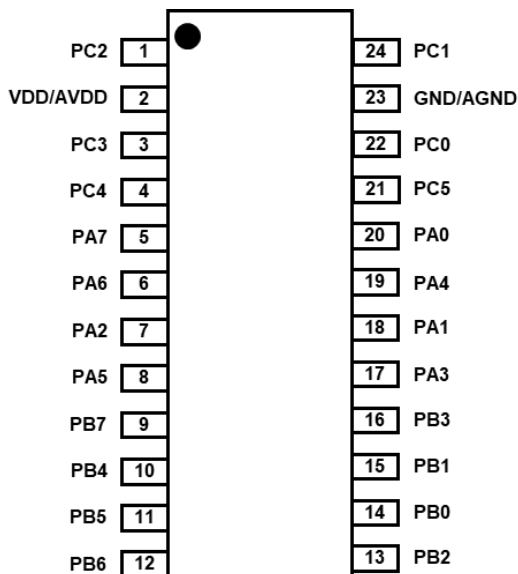 PC2 1 24 PC1
VDD/AVDD 2 23 GND/AGND
PC3 3 22 PC0
PC4 4 21 PC5
PA7 5 20 PA0
PA6 6 19 PA4
PA2 7 18 PA1
PA5 8 17 PA3
PB7 9 16 PB3
PB4 10 15 PB1
PB5 11 14 PB0
PB6 12 13 PB2